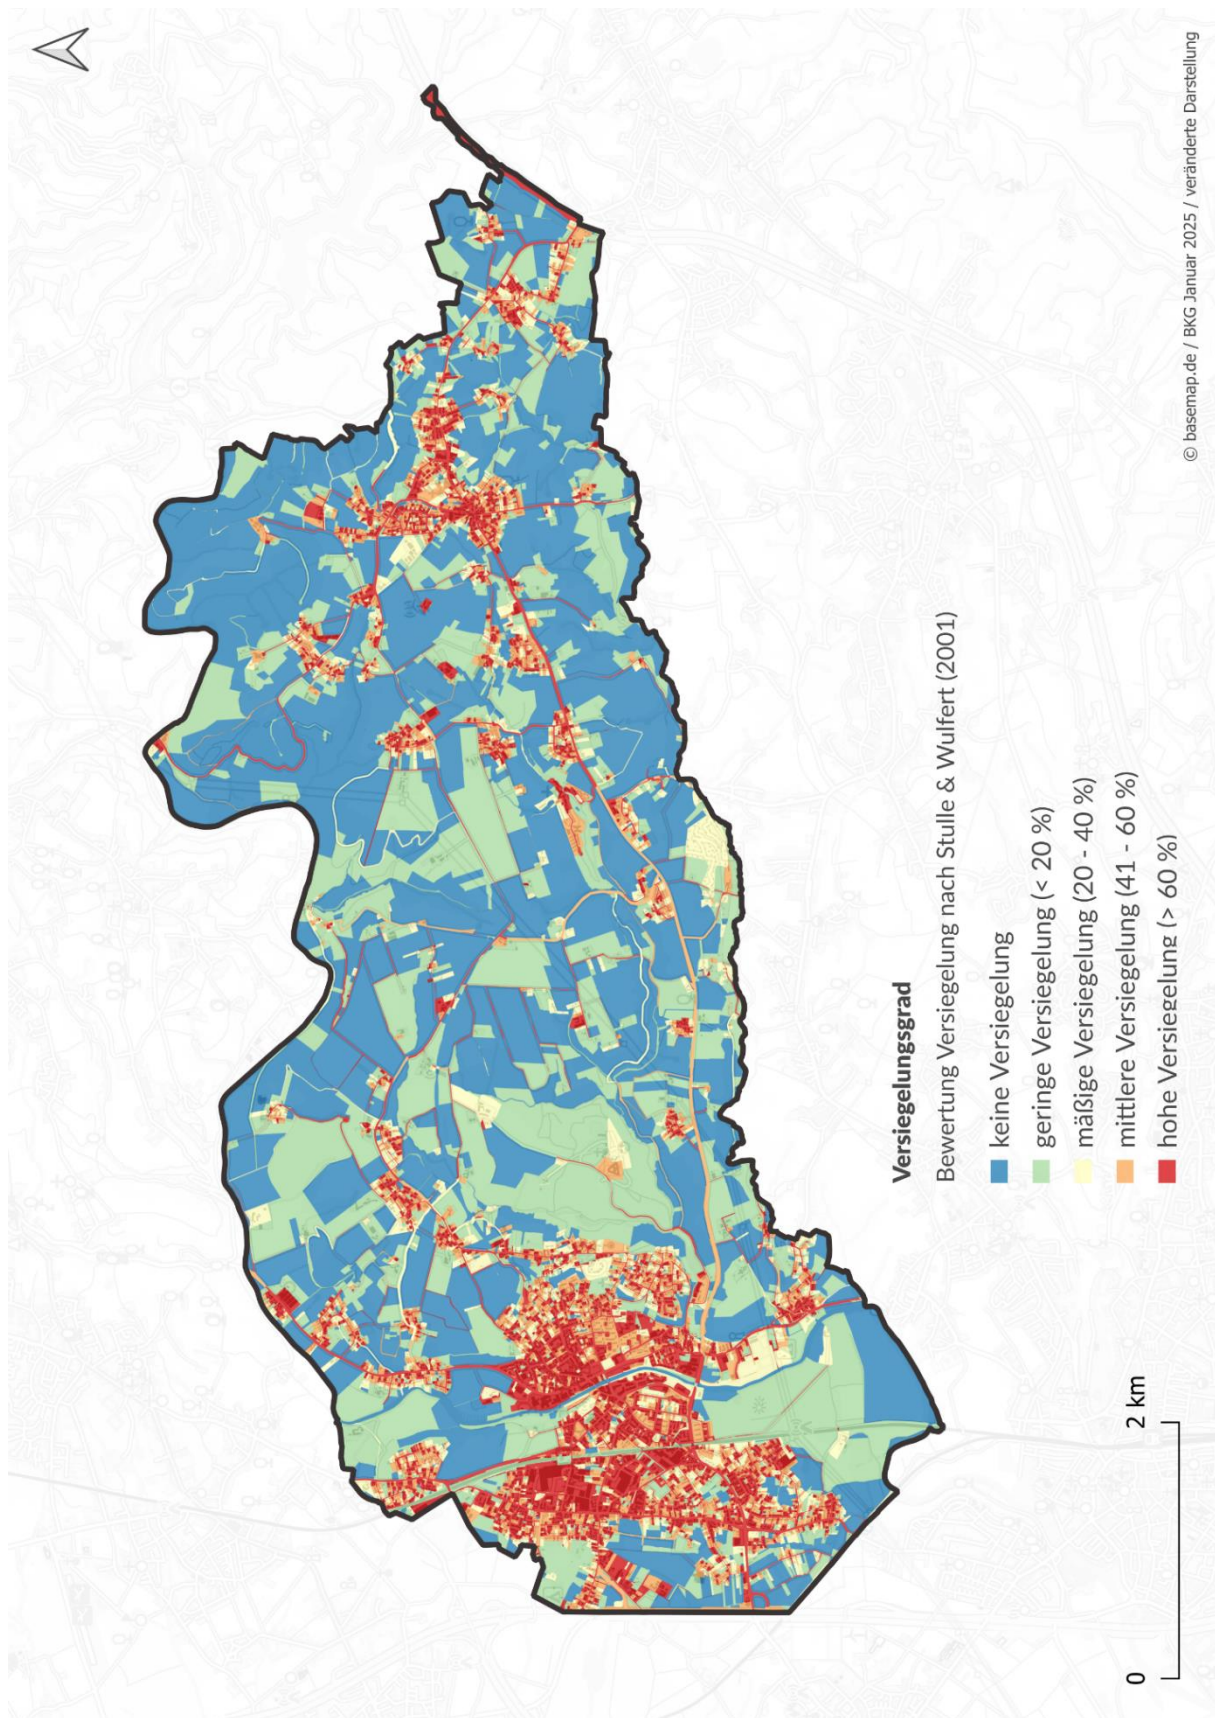 Versiegelungsgrad
Bewertung Versiegelung nach Stulle & Wulfert (2001)
keine Versiegelung
geringe Versiegelung (< 20 %)
mäßige Versiegelung (20 - 40 %)
mittlere Versiegelung (41 - 60 %)
hohe Versiegelung (> 60 %)
0
2 km
© basemap.de / BKG Januar 2025 / veränderte Darstellung